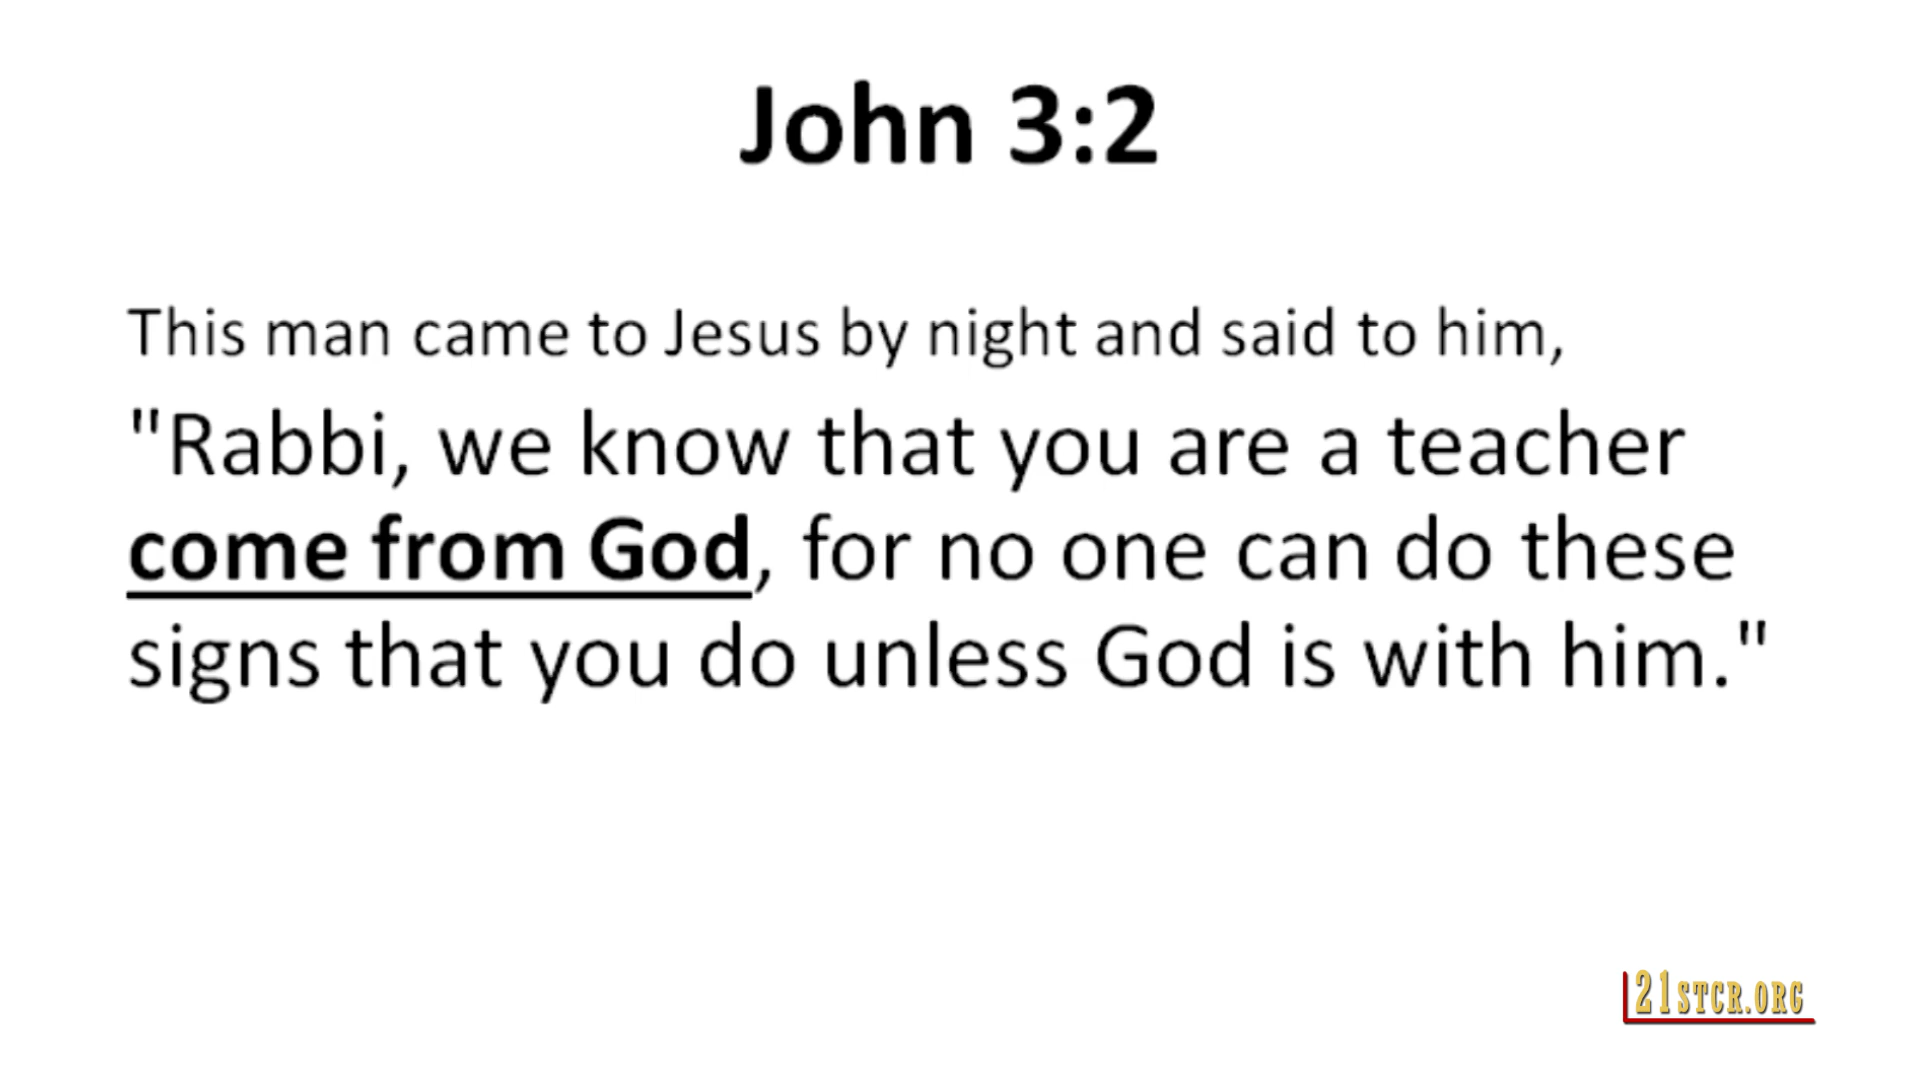 John 3:2
This man came to Jesus by night and said to him,
"Rabbi, we know that you are a teacher
come from God, for no one can do these
signs that you do unless God is with him."
21STCR.ORG